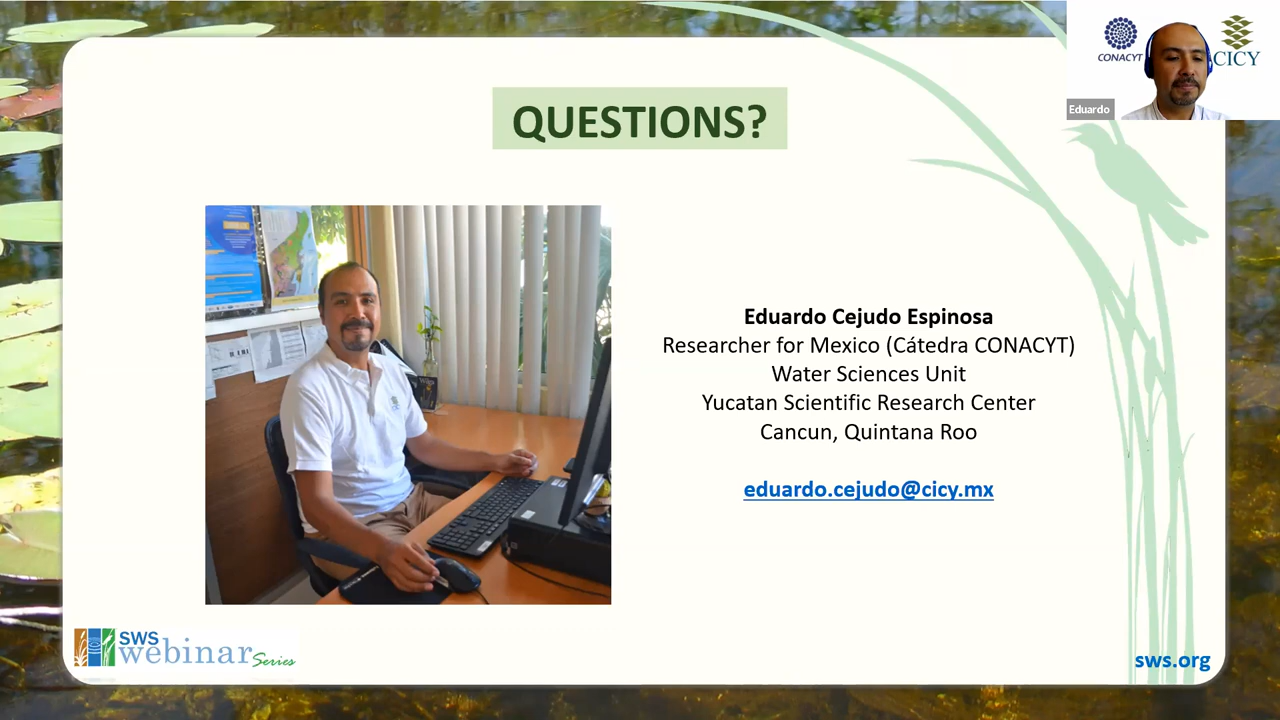 CONACYT
CICY
Eduardo
QUESTIONS?
Eduardo Cejudo Espinosa
Researcher for Mexico (Cátedra CONACYT)
Water Sciences Unit
Yucatan Scientific Research Center
Cancun, Quintana Roo
eduardo.cejudo@cicy.mx
SWS
webinar Series
sws.org